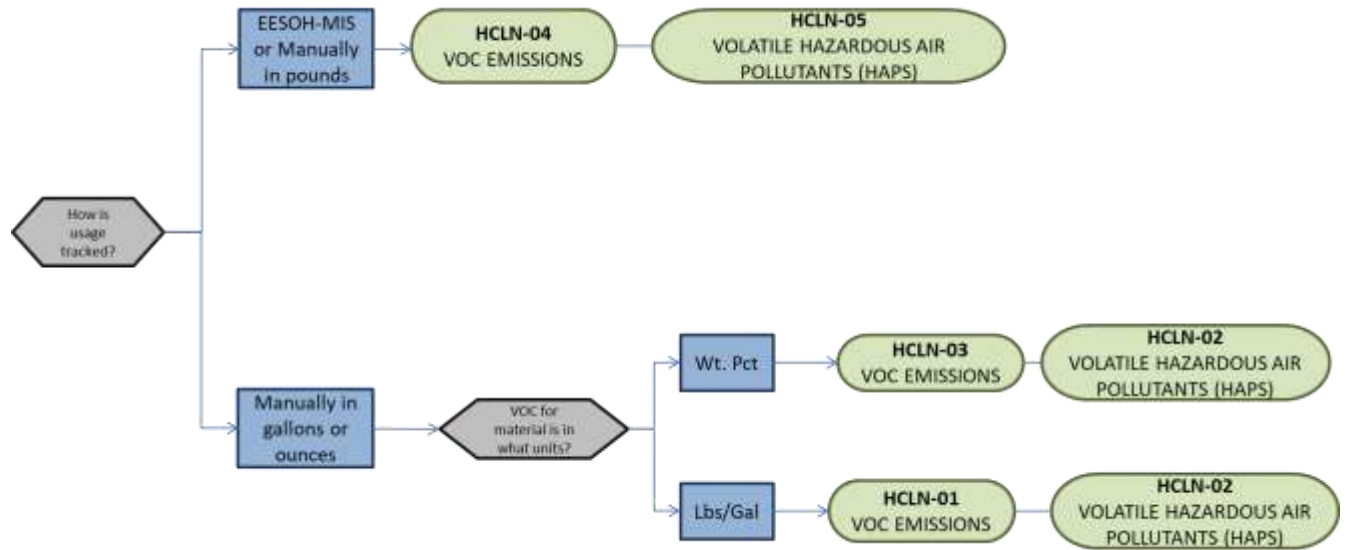 EESOH-MIS
or Manually
in pounds
HCLN-04
VOC EMISSIONS
HCLN-05
VOLATILE HAZARDOUS AIR
POLLUTANTS (HAPS)
How is
usage
tracked?
Manually in
gallons or
ounces
VOC for
material is in
what units?
Wt. Pct
HCLN-03
VOC EMISSIONS
HCLN-02
VOLATILE HAZARDOUS AIR
POLLUTANTS (HAPS)
Lbs/Gal
HCLN-01
VOC EMISSIONS
HCLN-02
VOLATILE HAZARDOUS AIR
POLLUTANTS (HAPS)